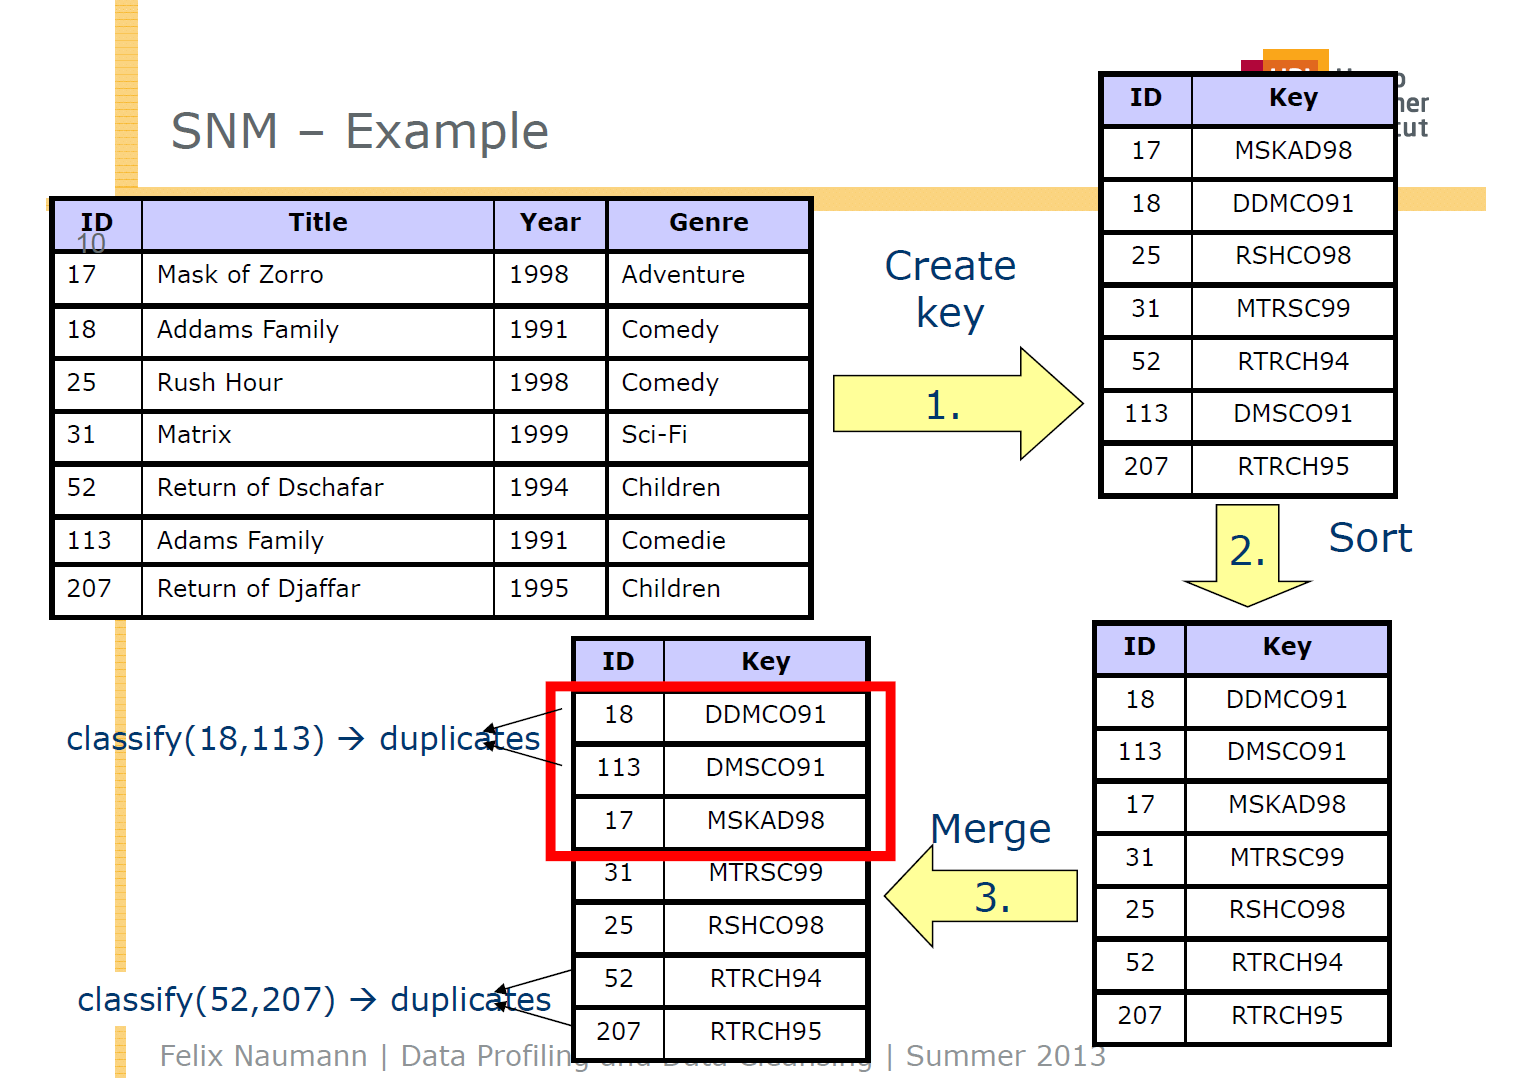 SNM – Example
ID Title Year Genre
10
17 Mask of Zorro 1998 Adventure
18 Addams Family 1991 Comedy
25 Rush Hour 1998 Comedy
31 Matrix 1999 Sci-Fi
52 Return of Dschafar 1994 Children
113 Adams Family 1991 Comedie
207 Return of Djaffar 1995 Children
Create
key
1.
ID Key
17 MSKAD98
18 DDMCO91
25 RSHCO98
31 MTRSC99
52 RTRCH94
113 DMSCO91
207 RTRCH95
2.
Sort
ID Key
18 DDMCO91
113 DMSCO91
17 MSKAD98
31 MTRSC99
25 RSHCO98
52 RTRCH94
207 RTRCH95
Merge
3.
ID Key
18 DDMCO91
113 DMSCO91
17 MSKAD98
31 MTRSC99
25 RSHCO98
52 RTRCH94
207 RTRCH95
classify(18,113) → duplicates
classify(52,207) → duplicates
Felix Naumann | Data Profiling and Data Cleansing | Summer 2013